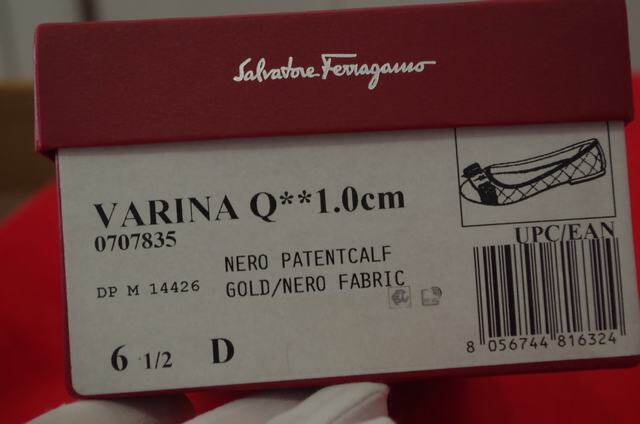 Salvatore Ferragamo
VARINA Q**1.0cm
0707835
NERO PATENTCALF
DP M 14426
GOLD/NERO FABRIC
6 1/2 D
UPC/EAN
8 056744 816324